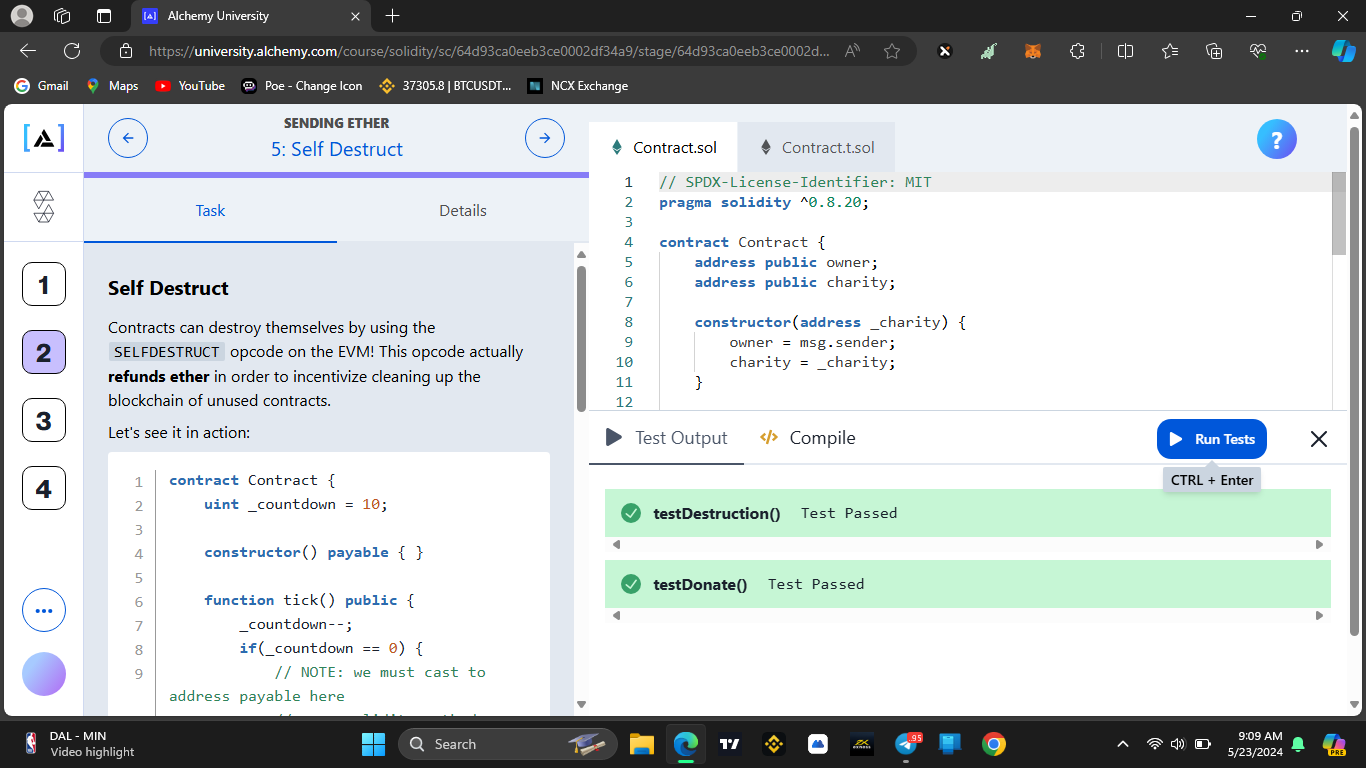 Alchemy University
https://university.alchemy.com/course/solidity/sc/64d93ca0eeb3ce0002df34a9/stage/64d93ca0eeb3ce0002d...
Gmail
Maps
YouTube
Poe - Change Icon
37305.8 | BTCUSDT...
NCX Exchange
SENDING ETHER
5: Self Destruct
Task
Details
1
2
3
4
Self Destruct
Contracts can destroy themselves by using the
SELFDESTRUCT opcode on the EVM! This opcode actually
refunds ether in order to incentivize cleaning up the
blockchain of unused contracts.
Let's see it in action:
1 contract Contract {
2 uint _countdown = 10;
3
4 constructor() payable { }
5
6 function tick() public {
7 _countdown--;
8 if(_countdown == 0) {
9 // NOTE: we must cast to
address payable here
Contract.sol
Contract.t.sol
?
1 // SPDX-License-Identifier: MIT
2 pragma solidity ^0.8.20;
3
4 contract Contract {
5 address public owner;
6 address public charity;
7
8 constructor(address _charity) {
9 owner = msg.sender;
10 charity = _charity;
11 }
12
Test Output
Compile
Run Tests
CTRL + Enter
testDestruction() Test Passed
testDonate() Test Passed
DAL - MIN
Video highlight
Search
95
9:09 AM
5/23/2024
PRE